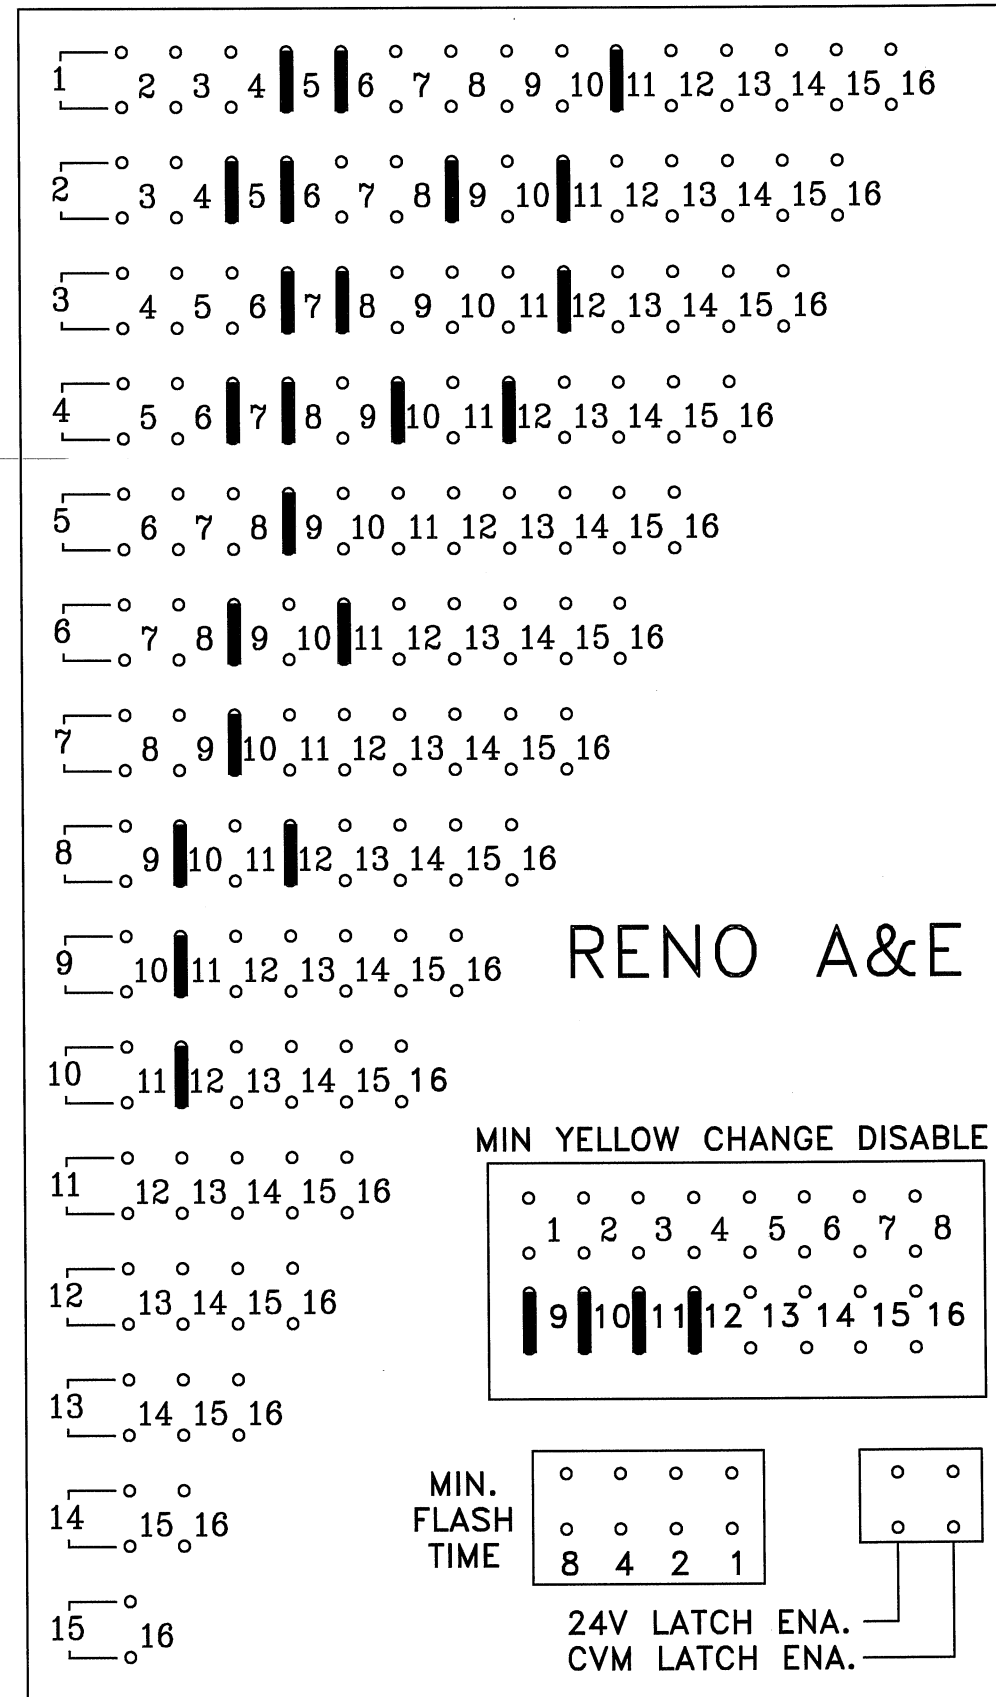 1 2 3 4 5 6 7 8 9 10 11 12 13 14 15 16
2 3 4 5 6 7 8 9 10 11 12 13 14 15 16
3 4 5 6 7 8 9 10 11 12 13 14 15 16
4 5 6 7 8 9 10 11 12 13 14 15 16
5 6 7 8 9 10 11 12 13 14 15 16
6 7 8 9 10 11 12 13 14 15 16
7 8 9 10 11 12 13 14 15 16
8 9 10 11 12 13 14 15 16
9 10 11 12 13 14 15 16
RENO A&E
10 11 12 13 14 15 16
11 12 13 14 15 16
12 13 14 15 16
13 14 15 16
14 15 16
15 16
MIN YELLOW CHANGE DISABLE
1 2 3 4 5 6 7 8
9 10 11 12 13 14 15 16
MIN.
FLASH
TIME
8 4 2 1
24V LATCH ENA.
CVM LATCH ENA.